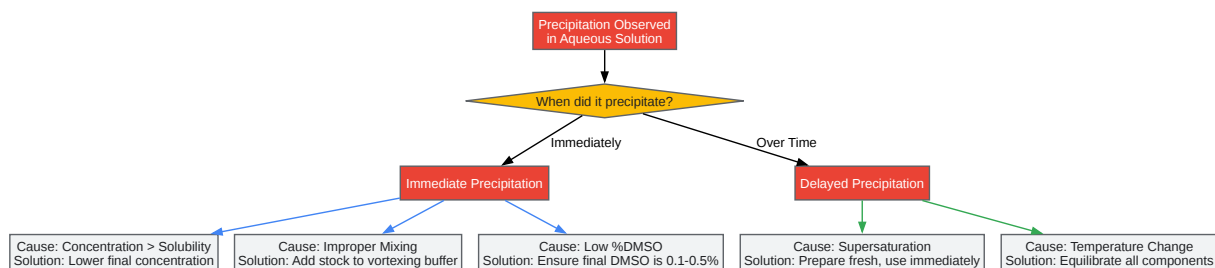 Precipitation Observed
in Aqueous Solution
When did it precipitate?
Immediately
Over Time
Immediate Precipitation
Delayed Precipitation
Cause: Concentration > Solubility
Solution: Lower final concentration
Cause: Improper Mixing
Solution: Add stock to vortexing buffer
Cause: Low %DMSO
Solution: Ensure final DMSO is 0.1-0.5%
Cause: Supersaturation
Solution: Prepare fresh, use immediately
Cause: Temperature Change
Solution: Equilibrate all components